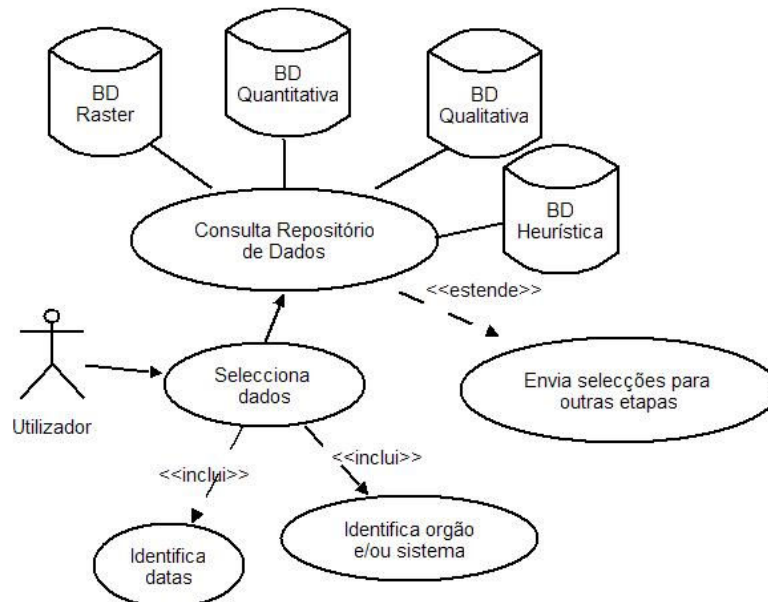 BD
Raster
BD
Quantitativa
BD
Qualitativa
BD
Heurística
Consulta Repositório
de Dados
<<estende>>
Envia selecções para
outras etapas
Utilizador
Selecciona
dados
<<inclui>>
<<inclui>>
Identifica
datas
Identifica orgão
e/ou sistema